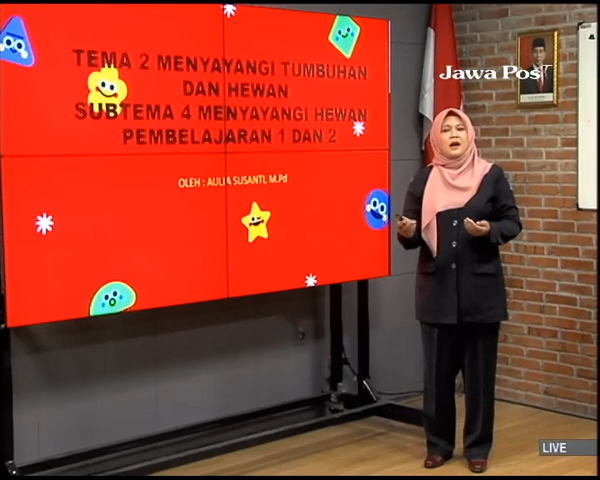 TEMA 2 MENYAYANGI TUMBUHAN
DAN HEWAN
SUBTEMA 4 MENYAYANGI HEWAN
PEMBELAJARAN 1 DAN 2
OLEH : AULIA SUSANTI, M.Pd
Jawa Pos TV
LIVE